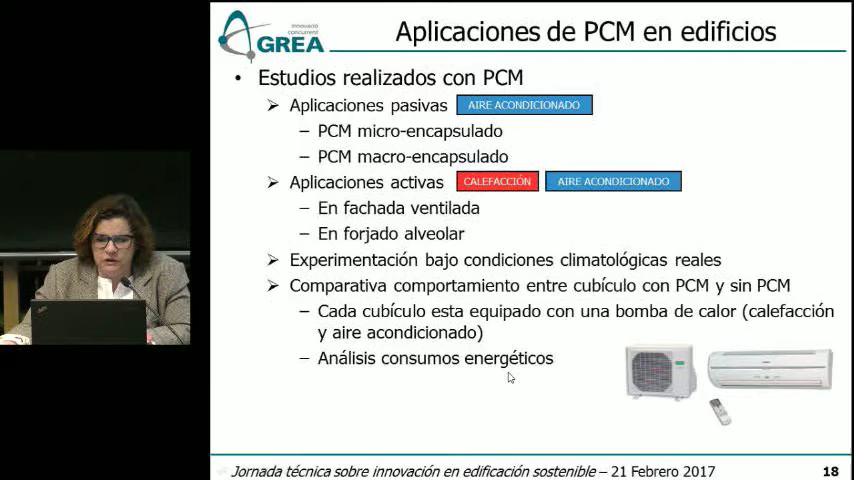 innovació
concurrent
GREA
Aplicaciones de PCM en edificios
• Estudios realizados con PCM
➢ Aplicaciones pasivas AIRE ACONDICIONADO
– PCM micro-encapsulado
– PCM macro-encapsulado
➢ Aplicaciones activas CALEFACCIÓN AIRE ACONDICIONADO
– En fachada ventilada
– En forjado alveolar
➢ Experimentación bajo condiciones climatológicas reales
➢ Comparativa comportamiento entre cubículo con PCM y sin PCM
– Cada cubículo esta equipado con una bomba de calor (calefacción
y aire acondicionado)
– Análisis consumos energéticos
Jornada técnica sobre innovación en edificación sostenible – 21 Febrero 2017
18